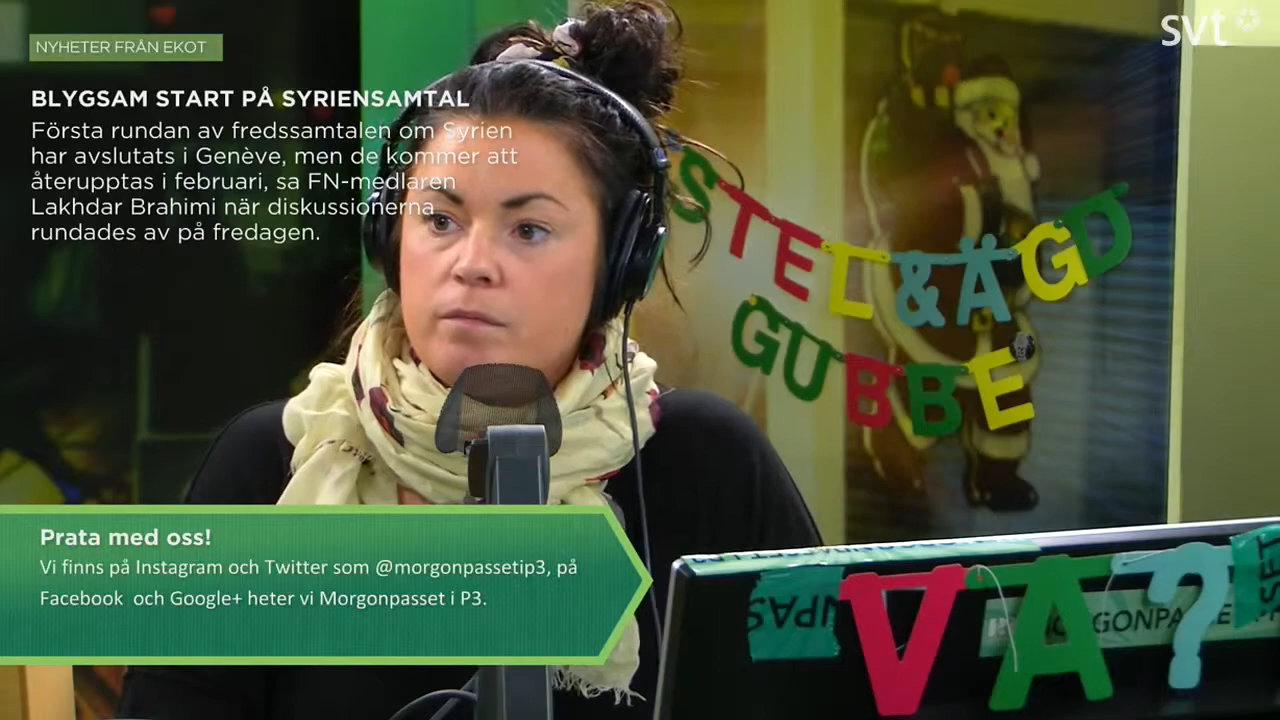 svt
NYHETER FRÅN EKOT
BLYGSAM START PÅ SYRIENSAMTAL
Första rundan av fredssamtalen om Syrien
har avslutats i Genève, men de kommer att
återupptas i februari, sa FN-medlaren
Lakhdar Brahimi när diskussionerna
rundades av på fredagen.
STEL&ÄGD
GUBBE
Prata med oss!
Vi finns på Instagram och Twitter som @morgonpassetip3, på
Facebook och Google+ heter vi Morgonpasset i P3.
VA?